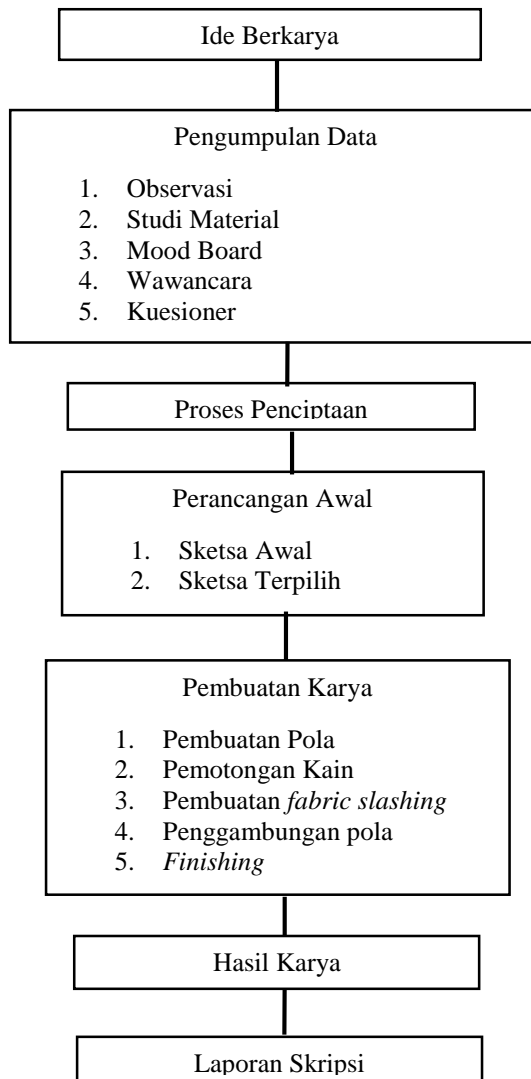 Ide Berkarya
Pengumpulan Data
1. Observasi
2. Studi Material
3. Mood Board
4. Wawancara
5. Kuesioner
Proses Penciptaan
Perancangan Awal
1. Sketsa Awal
2. Sketsa Terpilih
Pembuatan Karya
1. Pembuatan Pola
2. Pemotongan Kain
3. Pembuatan fabric slashing
4. Penggambungan pola
5. Finishing
Hasil Karya
Laporan Skripsi